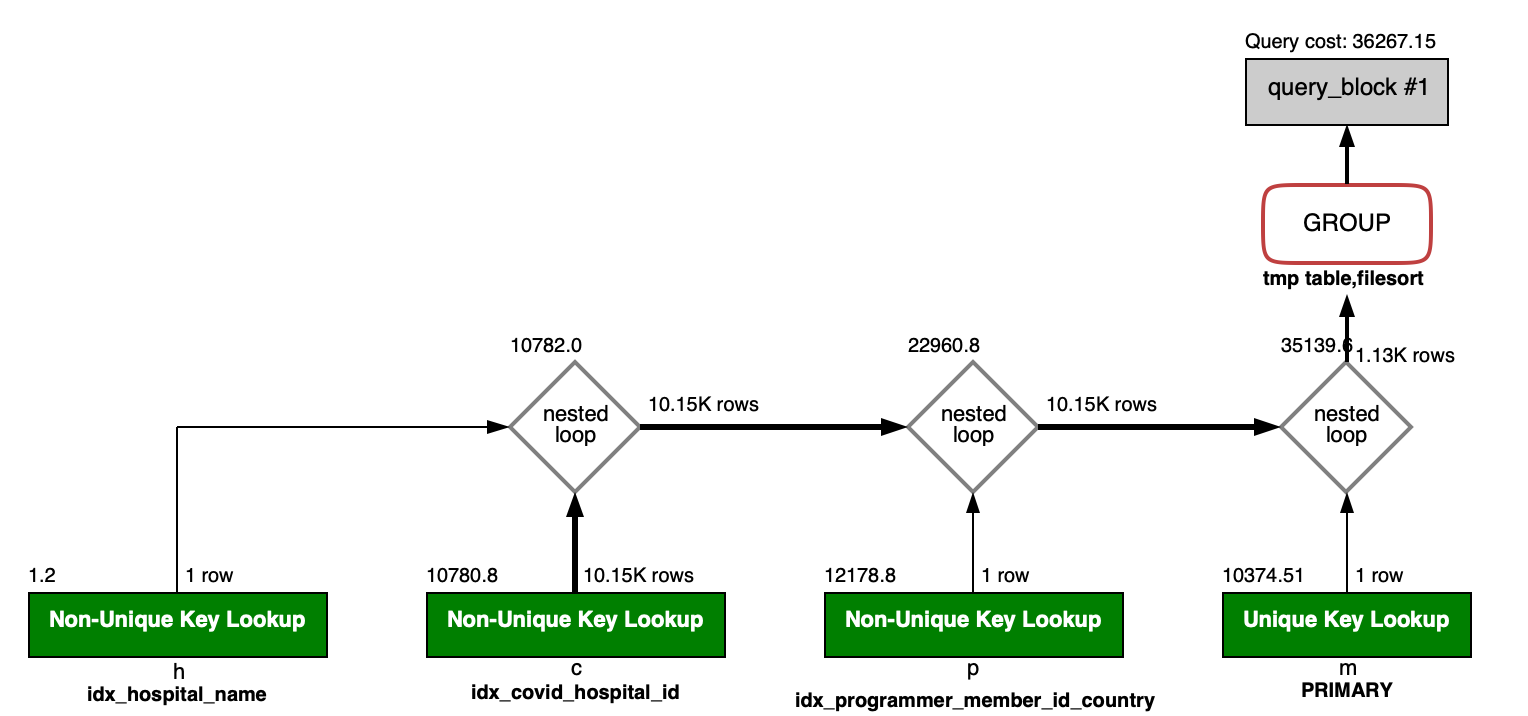 Query cost: 36267.15
query_block #1
GROUP
tmp table,filesort
10782.0
22960.8
35139.6
1.13K rows
nested
loop
10.15K rows
nested
loop
10.15K rows
nested
loop
1.2
1 row
10780.8
10.15K rows
12178.8
1 row
10374.51
1 row
Non-Unique Key Lookup
Non-Unique Key Lookup
Non-Unique Key Lookup
Unique Key Lookup
h
idx_hospital_name
c
idx_covid_hospital_id
p
idx_programmer_member_id_country
m
PRIMARY